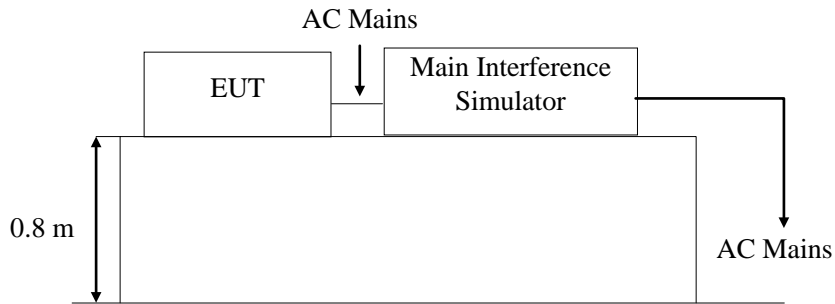 AC Mains
EUT
Main Interference
Simulator
0.8 m
AC Mains